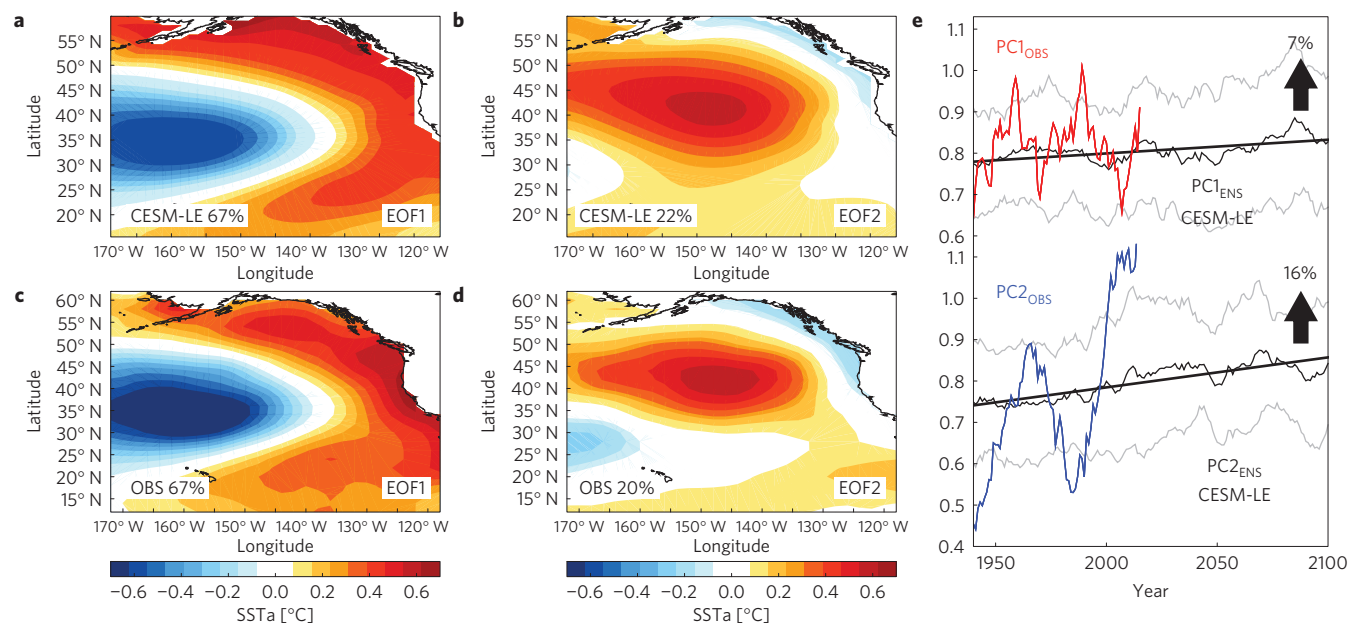 a
55° N
50° N
45° N
40° N
35° N
30° N
25° N
20° N
Latitude
CESM-LE 67%
EOF1
170° W 160° W 150° W 140° W 130° W 120° W
Longitude
b
55° N
50° N
45° N
40° N
35° N
30° N
25° N
20° N
Latitude
CESM-LE 22%
EOF2
170° W 160° W 150° W 140° W 130° W 120° W
Longitude
c
60° N
55° N
50° N
45° N
40° N
35° N
30° N
25° N
20° N
15° N
Latitude
OBS 67%
EOF1
170° W 160° W 150° W 140° W 130° W 120° W
Longitude
−0.6 −0.4 −0.2 0.0 0.2 0.4 0.6
SSTa [°C]
d
60° N
55° N
50° N
45° N
40° N
35° N
30° N
25° N
20° N
15° N
Latitude
OBS 20%
EOF2
170° W 160° W 150° W 140° W 130° W 120° W
Longitude
−0.6 −0.4 −0.2 0.0 0.2 0.4 0.6
SSTa [°C]
e
1.1
1.0
0.9
0.8
0.7
0.6
PC1OBS
7%
PC1ENS
CESM-LE
1.1
1.0
0.9
0.8
0.7
0.6
0.5
0.4
PC2OBS
16%
PC2ENS
CESM-LE
1950 2000 2050 2100
Year